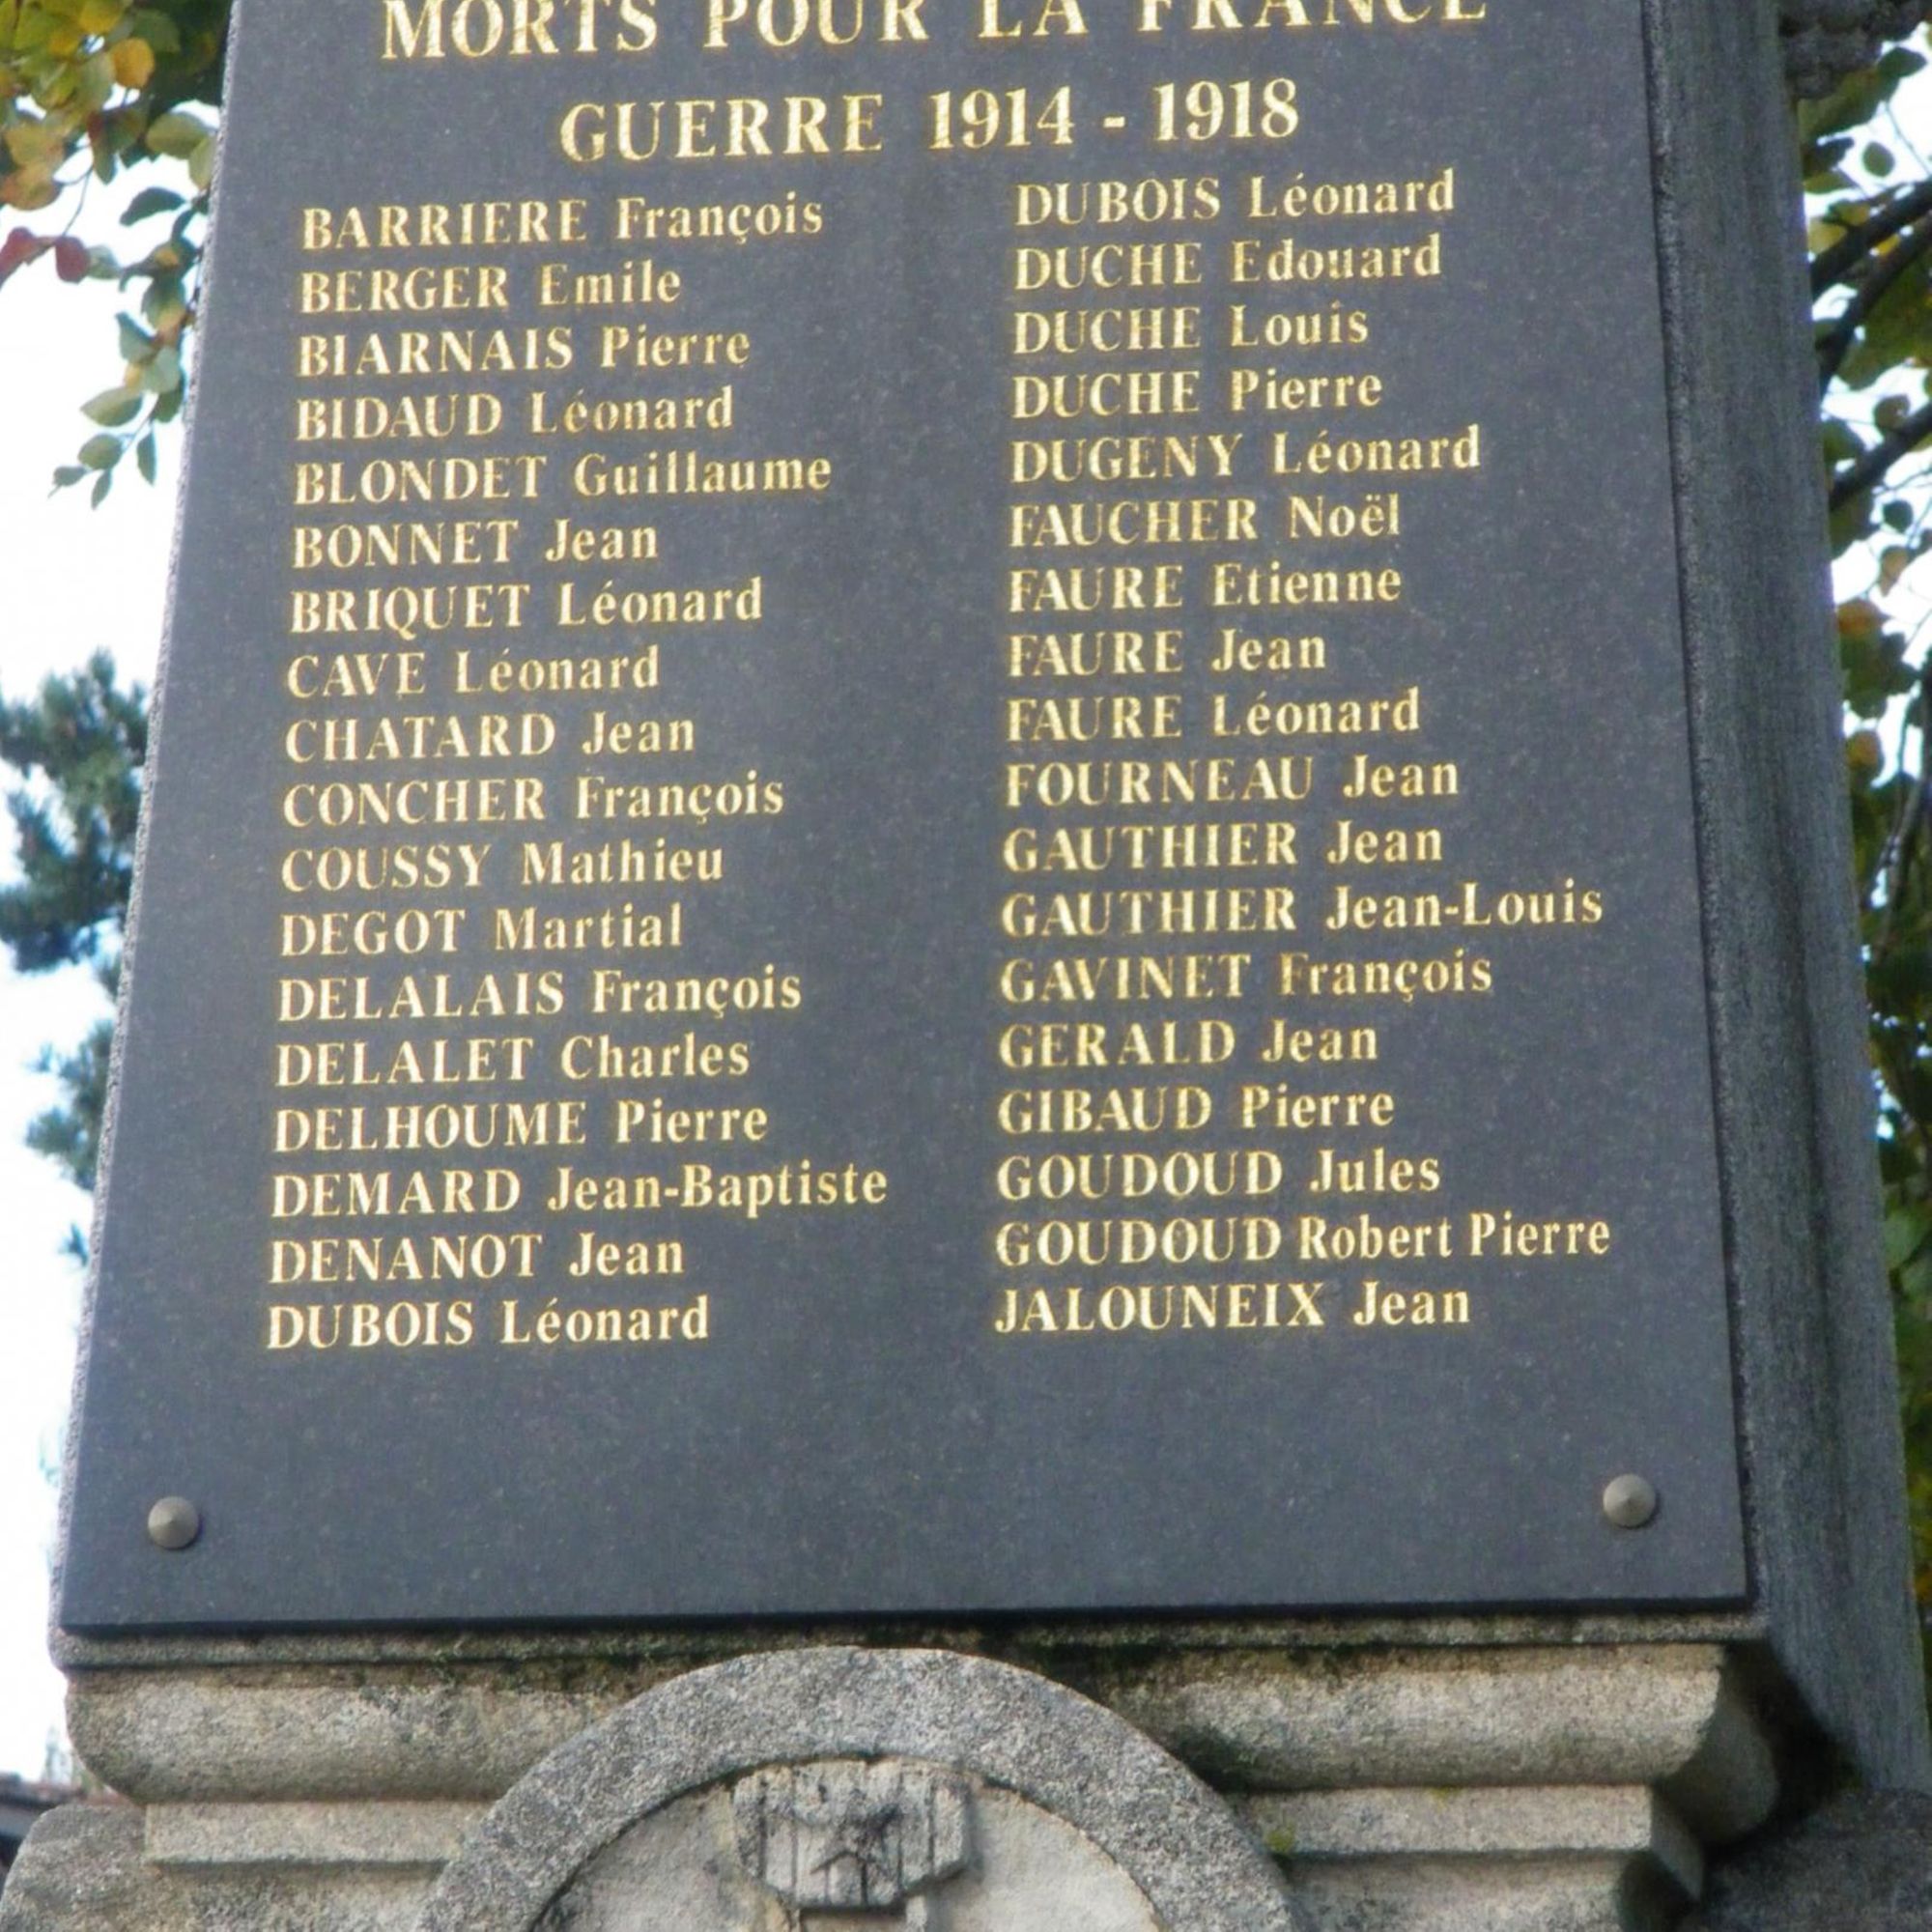 MORTS POUR LA FRANCE
GUERRE 1914 - 1918
BARRIERE François
BERGER Emile
BIARNAIS Pierre
BIDAUD Léonard
BLONDET Guillaume
BONNET Jean
BRIQUET Léonard
CAVE Léonard
CHATARD Jean
CONCHER François
COUSSY Mathieu
DEGOT Martial
DELALAIS François
DELALET Charles
DELHOUME Pierre
DEMARD Jean-Baptiste
DENANOT Jean
DUBOIS Léonard
DUBOIS Léonard
DUCHE Edouard
DUCHE Louis
DUCHE Pierre
DUGENY Léonard
FAUCHER Noël
FAURE Etienne
FAURE Jean
FAURE Léonard
FOURNEAU Jean
GAUTHIER Jean
GAUTHIER Jean-Louis
GAVINET François
GERALD Jean
GIBAUD Pierre
GOUDOUD Jules
GOUDOUD Robert Pierre
JALOUNEIX Jean